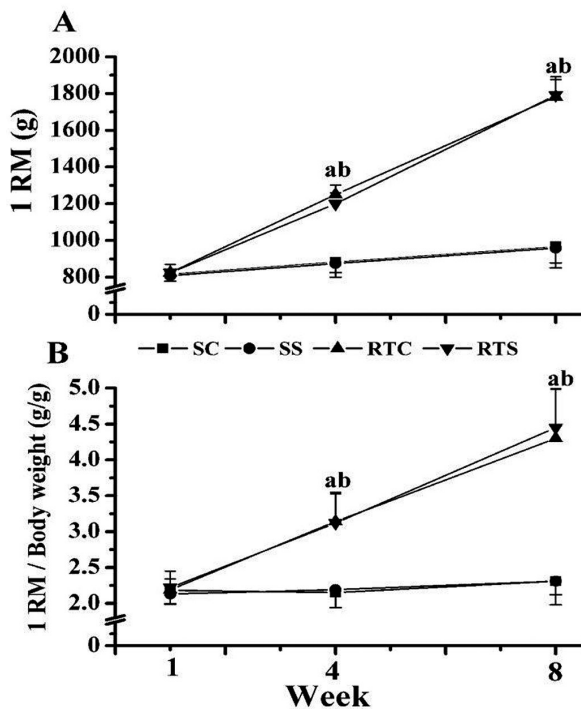 A
1 RM (g)
2000
1800
1600
1400
1200
1000
800
0
ab
ab
SC SS RTC RTS
B
1 RM / Body weight (g/g)
5.0
4.5
4.0
3.5
3.0
2.5
2.0
0
ab
ab
1 4 8
Week